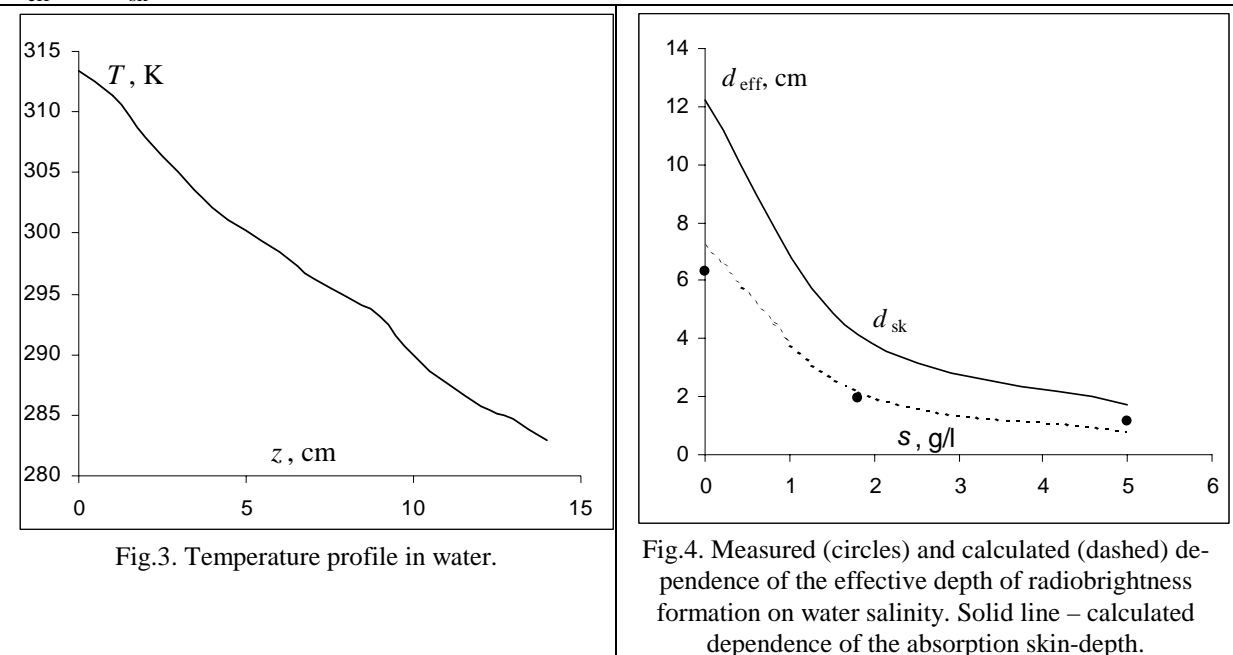 315
310
305
300
295
290
285
280
0
5
10
15
T , K
z , cm
Fig.3. Temperature profile in water.
14
12
10
8
6
4
2
0
0
1
2
3
4
5
6
d eff, cm
d sk
s , g/l
Fig.4. Measured (circles) and calculated (dashed) de-
pendence of the effective depth of radiobrightness
formation on water salinity. Solid line – calculated
dependence of the absorption skin-depth.